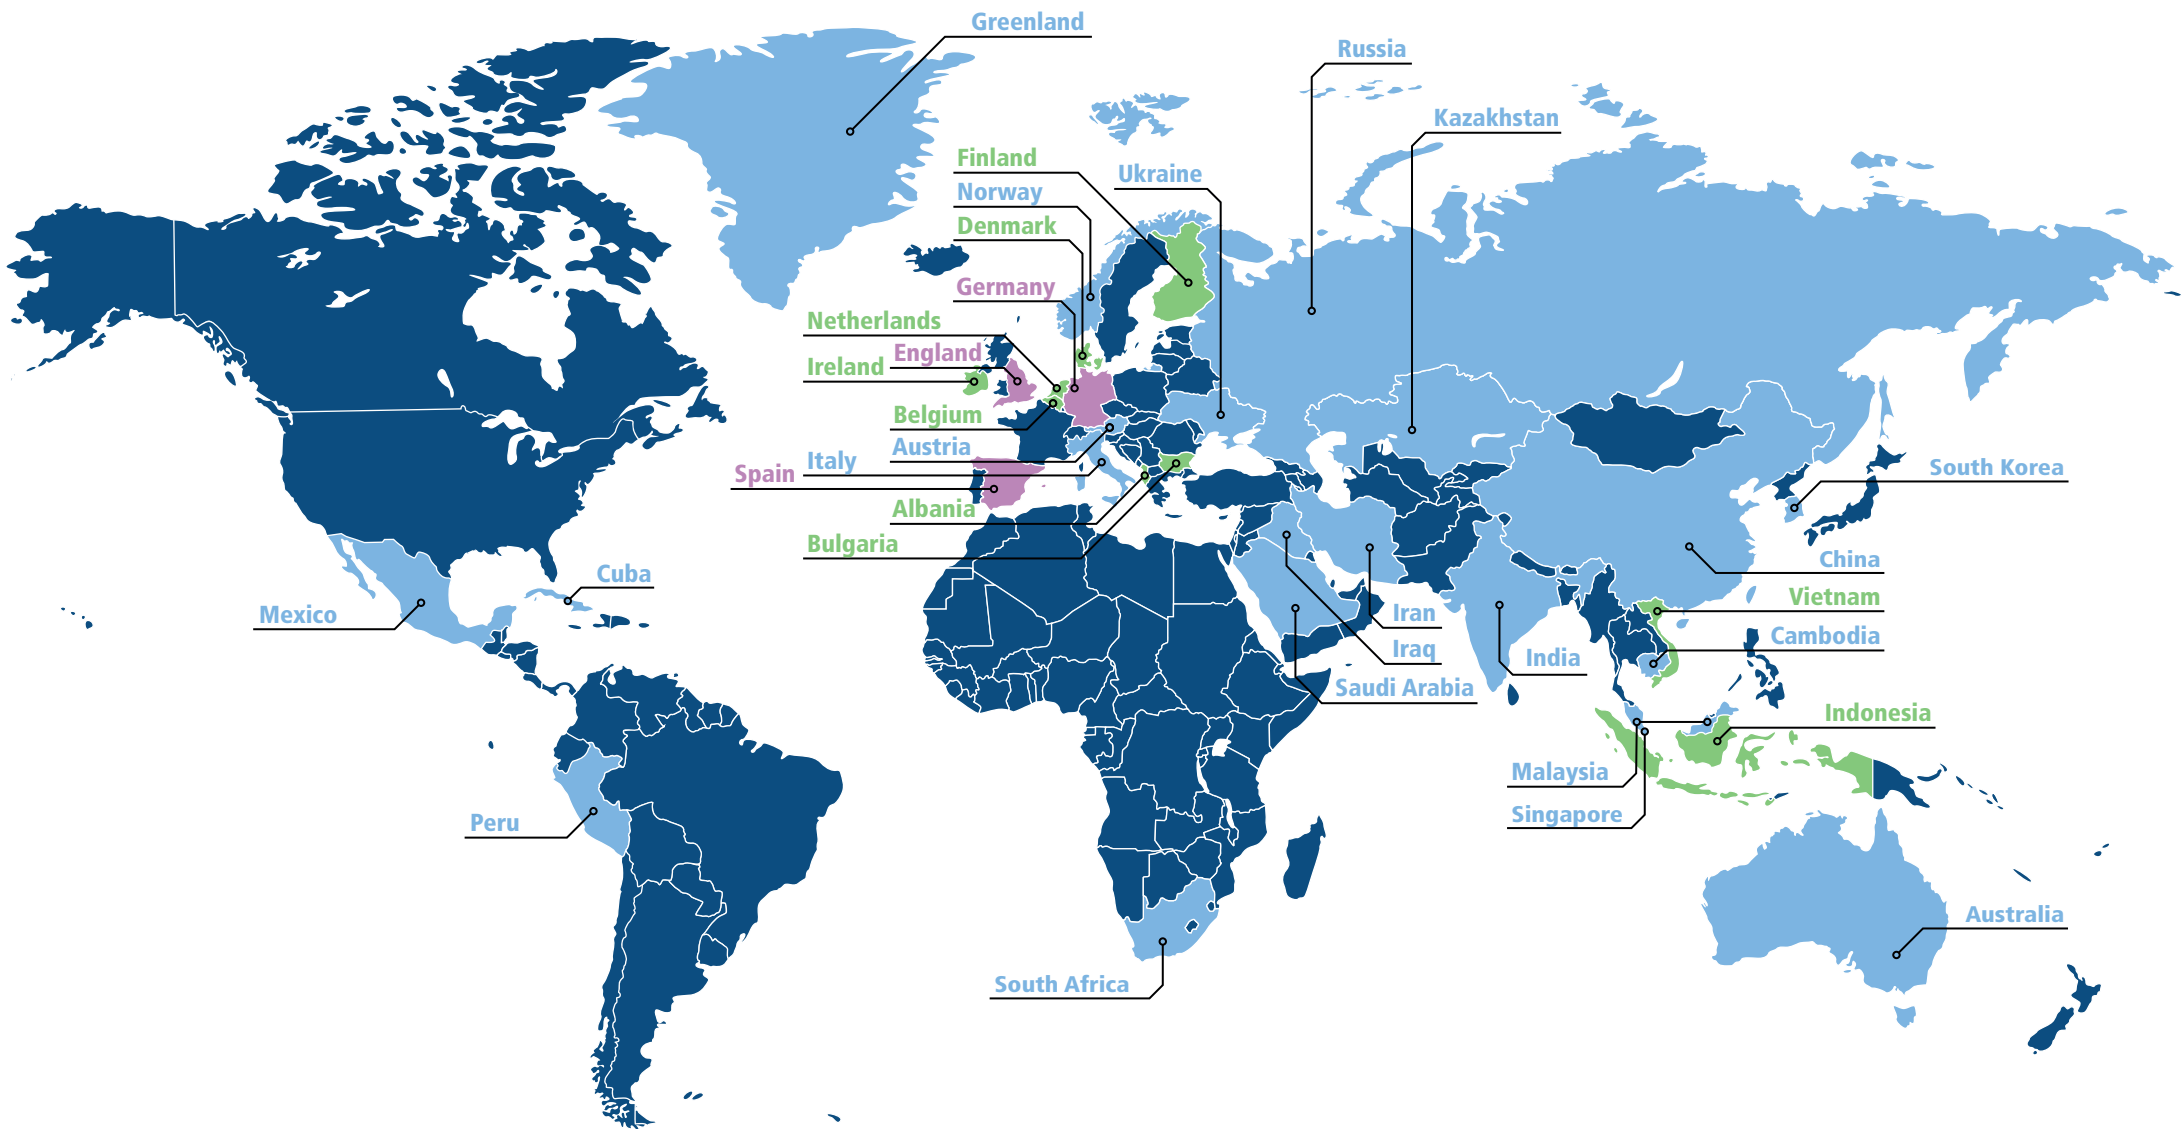 Greenland
Russia
Kazakhstan
Finland
Ukraine
Norway
Denmark
Germany
Netherlands
England
Ireland
Belgium
Austria
Italy
Spain
South Korea
Albania
Bulgaria
China
Cuba
Vietnam
Mexico
Iran
Cambodia
Iraq
India
Saudi Arabia
Indonesia
Malaysia
Singapore
Peru
Australia
South Africa